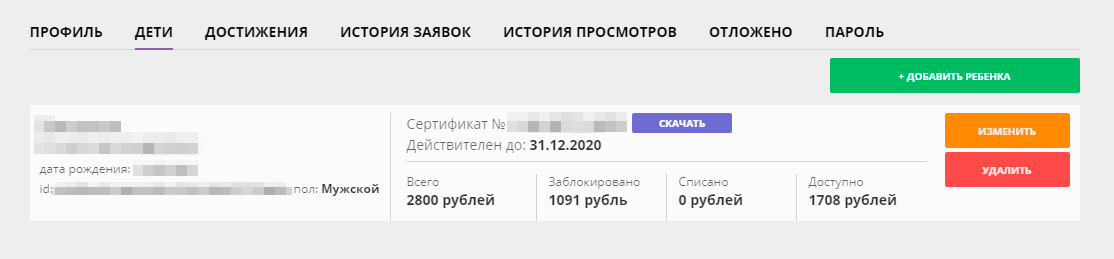 ПРОФИЛЬ ДЕТИ ДОСТИЖЕНИЯ ИСТОРИЯ ЗАЯВОК ИСТОРИЯ ПРОСМОТРОВ ОТЛОЖЕНО ПАРОЛЬ
+ ДОБАВИТЬ РЕБЕНКА
дата рождения:
id: пол: Мужской
Сертификат № СКАЧАТЬ
Действителен до: 31.12.2020
Всего Заблокировано Списано Доступно
2800 рублей 1091 рубль 0 рублей 1708 рублей
ИЗМЕНИТЬ
УДАЛИТЬ